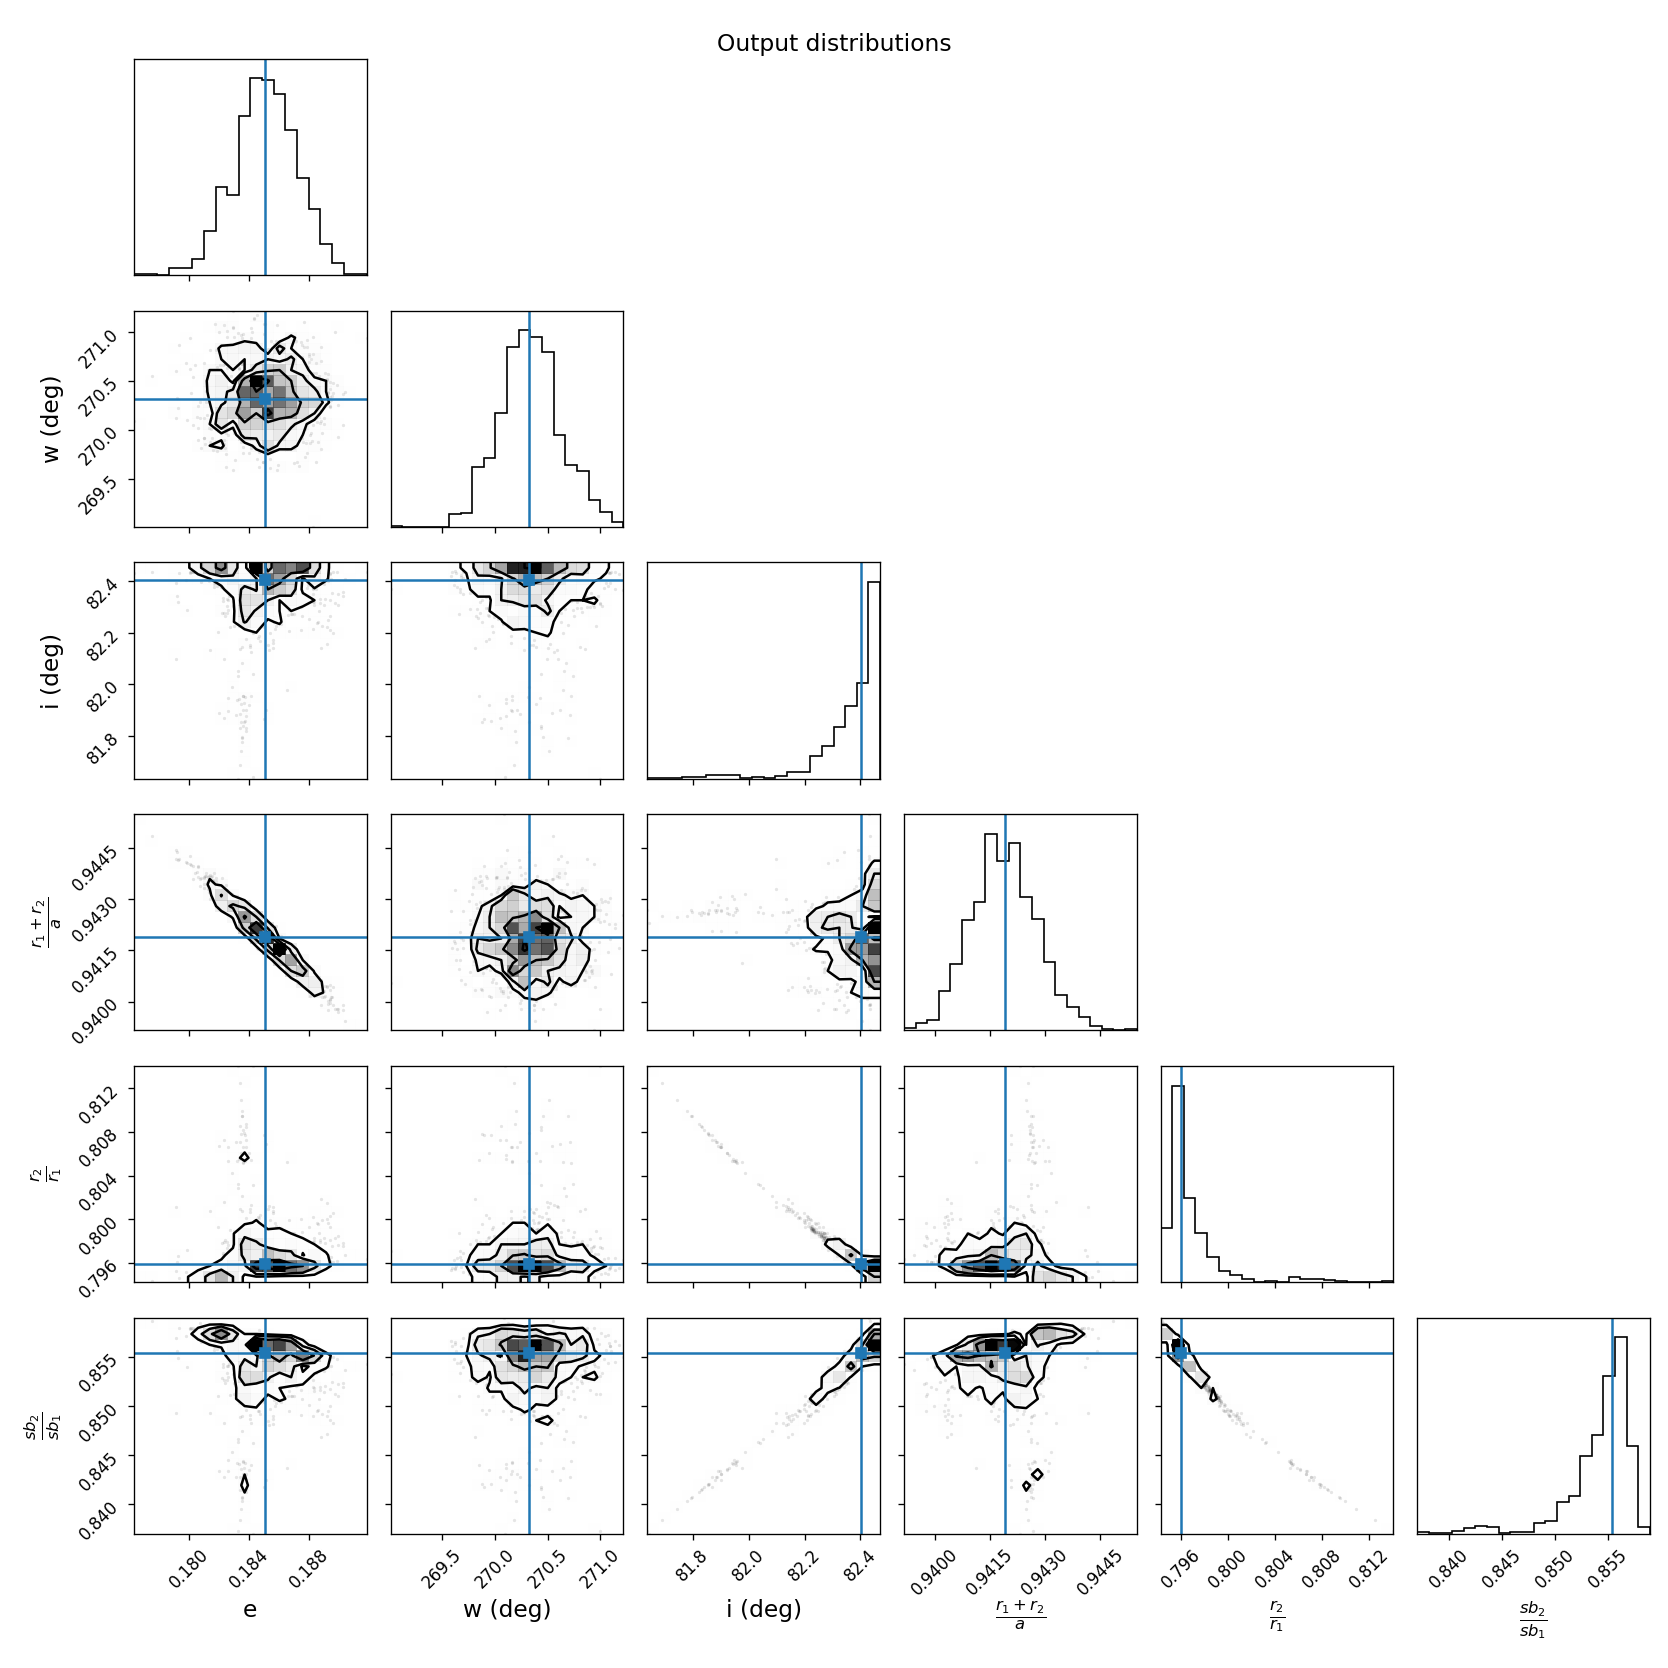 Output distributions
w (deg)
271.0
270.5
270.0
269.5
i (deg)
82.4
82.2
82.0
81.8
r₁ + r₂
a
0.9445
0.9430
0.9415
0.9400
r₂
r₁
0.812
0.808
0.804
0.800
0.796
sb₂
sb₁
0.855
0.850
0.845
0.840
0.180 0.184 0.188
269.5 270.0 270.5 271.0
81.8 82.0 82.2 82.4
0.9400 0.9415 0.9430 0.9445
0.796 0.800 0.804 0.808 0.812
0.840 0.845 0.850 0.855
e
w (deg)
i (deg)
r₁ + r₂
a
r₂
r₁
sb₂
sb₁